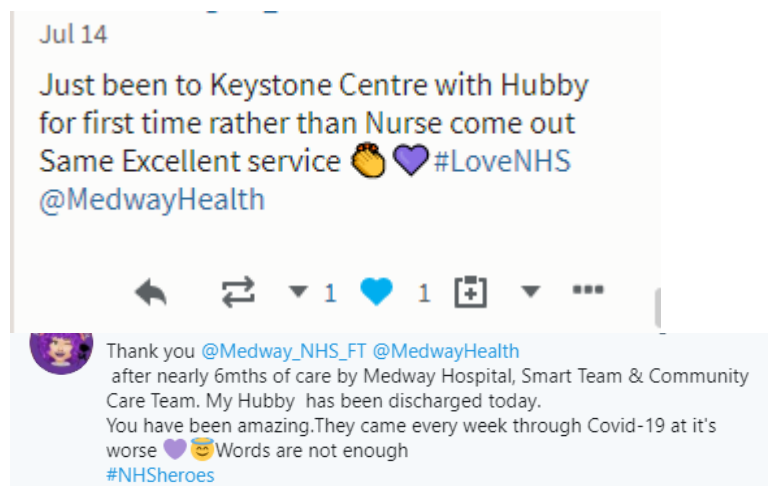 Jul 14
Just been to Keystone Centre with Hubby
for first time rather than Nurse come out
Same Excellent service 👏💜#LoveNHS
@MedwayHealth
1 1
Thank you @Medway_NHS_FT @MedwayHealth
after nearly 6mths of care by Medway Hospital, Smart Team & Community
Care Team. My Hubby has been discharged today.
You have been amazing.They came every week through Covid-19 at it's
worse 💜😇Words are not enough
#NHSheroes